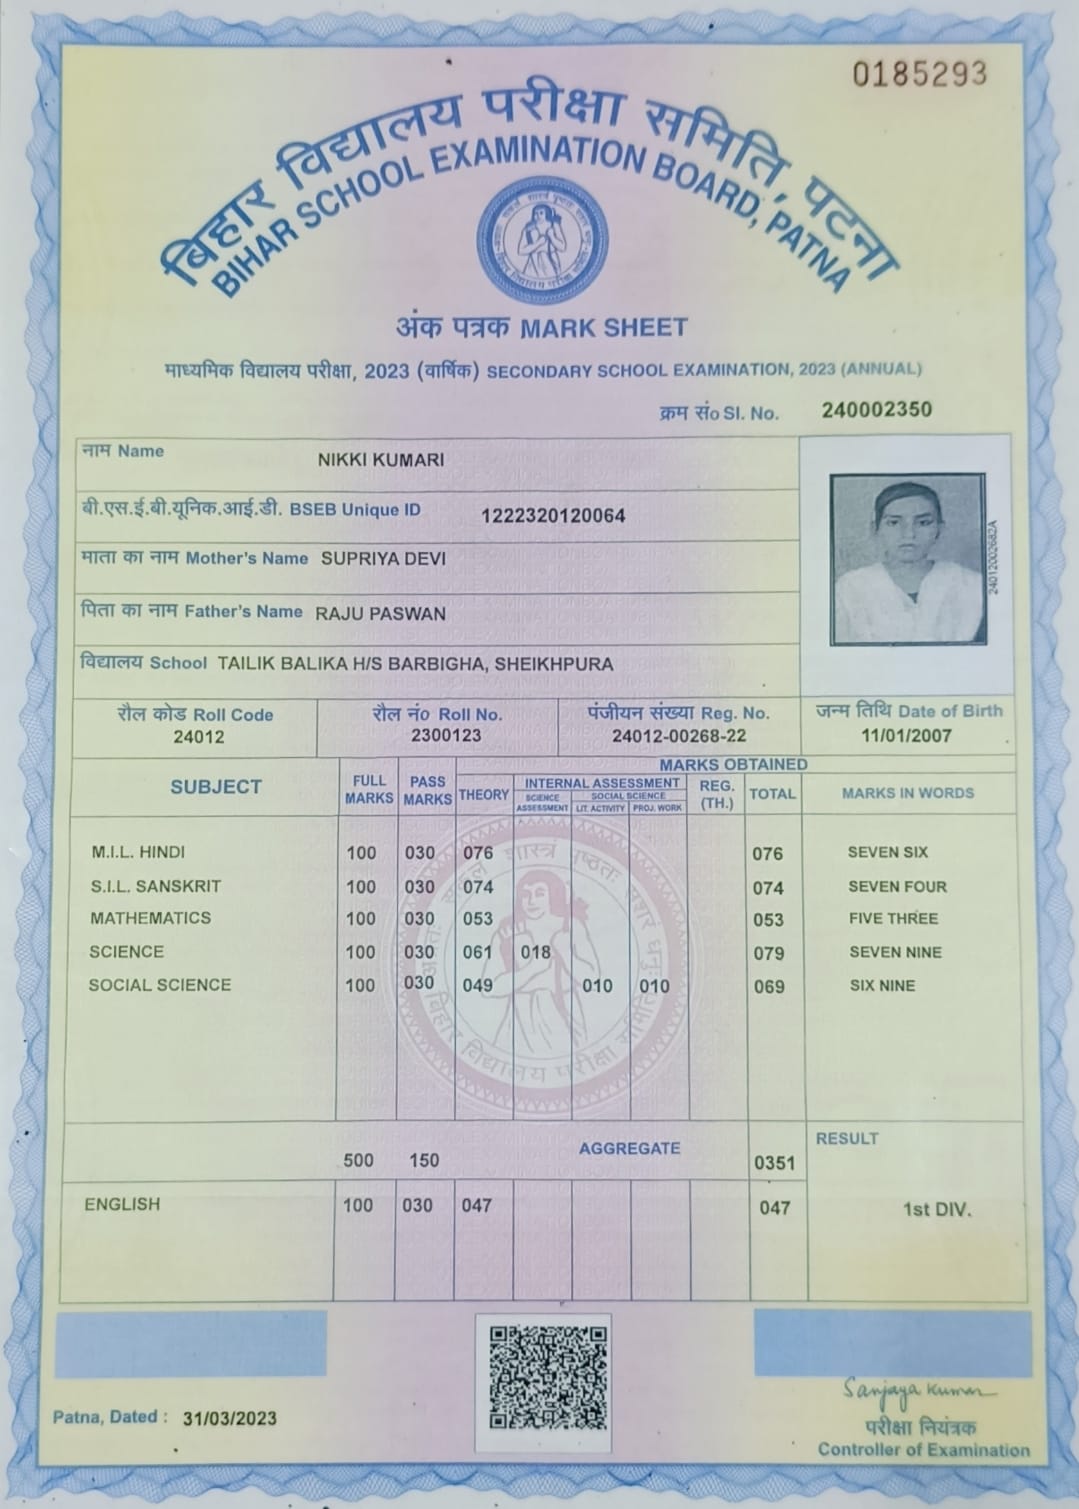 0185293
बिहार विद्यालय परीक्षा समिति, पटना
BIHAR SCHOOL EXAMINATION BOARD, PATNA
अंक पत्रक MARK SHEET
माध्यमिक विद्यालय परीक्षा, 2023 (वार्षिक) SECONDARY SCHOOL EXAMINATION, 2023 (ANNUAL)
क्रम सं० Sl. No. 240002350
नाम Name NIKKI KUMARI
बी.एस.ई.बी.यूनिक.आई.डी. BSEB Unique ID 1222320120064
माता का नाम Mother's Name SUPRIYA DEVI
पिता का नाम Father's Name RAJU PASWAN
विद्यालय School TAILIK BALIKA H/S BARBIGHA, SHEIKHPURA
24012002682A
रौल कोड Roll Code रौल नं० Roll No. पंजीयन संख्या Reg. No. जन्म तिथि Date of Birth
24012 2300123 24012-00268-22 11/01/2007
SUBJECT FULL MARKS PASS MARKS MARKS OBTAINED
THEORY INTERNAL ASSESSMENT REG. (TH.) TOTAL MARKS IN WORDS
SCIENCE ASSESSMENT SOCIAL SCIENCE
LIT. ACTIVITY PROJ. WORK
M.I.L. HINDI 100 030 076 076 SEVEN SIX
S.I.L. SANSKRIT 100 030 074 074 SEVEN FOUR
MATHEMATICS 100 030 053 053 FIVE THREE
SCIENCE 100 030 061 018 079 SEVEN NINE
SOCIAL SCIENCE 100 030 049 010 010 069 SIX NINE
बिहार विद्यालय परीक्षा समिति
500 150 AGGREGATE 0351 RESULT
ENGLISH 100 030 047 047 1st DIV.
Patna, Dated : 31/03/2023
Sanjaya Kumar
परीक्षा नियंत्रक
Controller of Examination